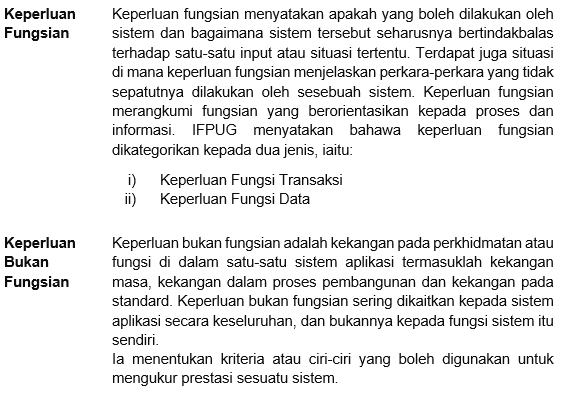 Keperluan Fungsian
Keperluan fungsian menyatakan apakah yang boleh dilakukan oleh
sistem dan bagaimana sistem tersebut seharusnya bertindakbalas
terhadap satu-satu input atau situasi tertentu. Terdapat juga situasi
di mana keperluan fungsian menjelaskan perkara-perkara yang tidak
sepatutnya dilakukan oleh sesebuah sistem. Keperluan fungsian
merangkumi fungsian yang berorientasikan kepada proses dan
informasi. IFPUG menyatakan bahawa keperluan fungsian
dikategorikan kepada dua jenis, iaitu:
i) Keperluan Fungsi Transaksi
ii) Keperluan Fungsi Data
Keperluan
Bukan
Fungsian
Keperluan bukan fungsian adalah kekangan pada perkhidmatan atau
fungsi di dalam satu-satu sistem aplikasi termasuklah kekangan
masa, kekangan dalam proses pembangunan dan kekangan pada
standard. Keperluan bukan fungsian sering dikaitkan kepada sistem
aplikasi secara keseluruhan, dan bukannya kepada fungsi sistem itu
sendiri.
Ia menentukan kriteria atau ciri-ciri yang boleh digunakan untuk
mengukur prestasi sesuatu sistem.